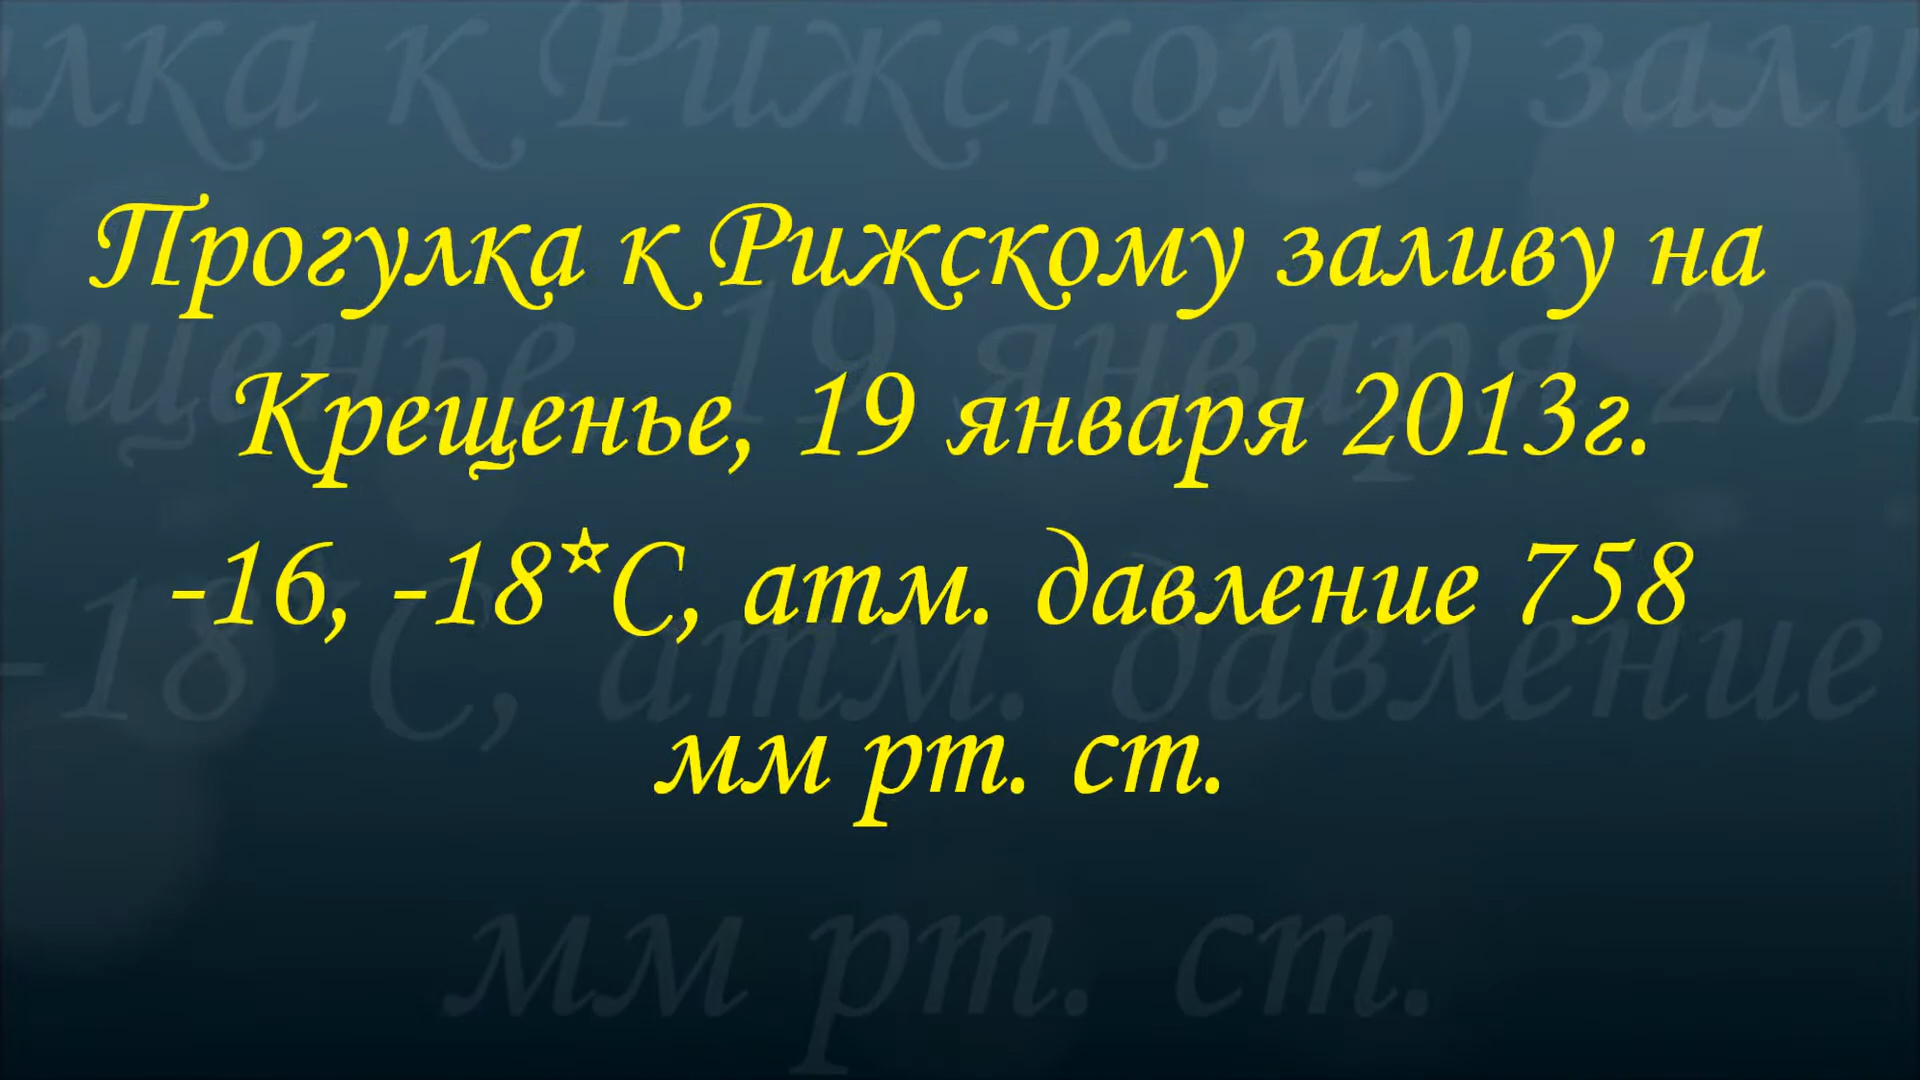 Прогулка к Рижскому заливу на
Крещенье, 19 января 2013г.
-16, -18*С, атм. давление 758
мм рт. ст.